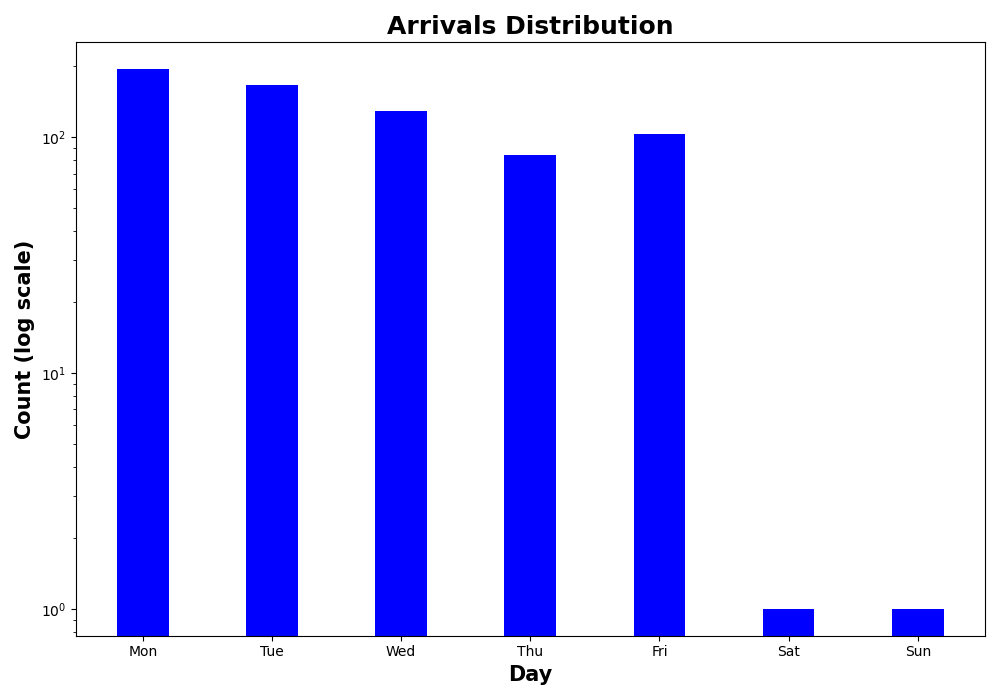 Arrivals Distribution
Count (log scale)
10²
10¹
10⁰
Mon Tue Wed Thu Fri Sat Sun
Day